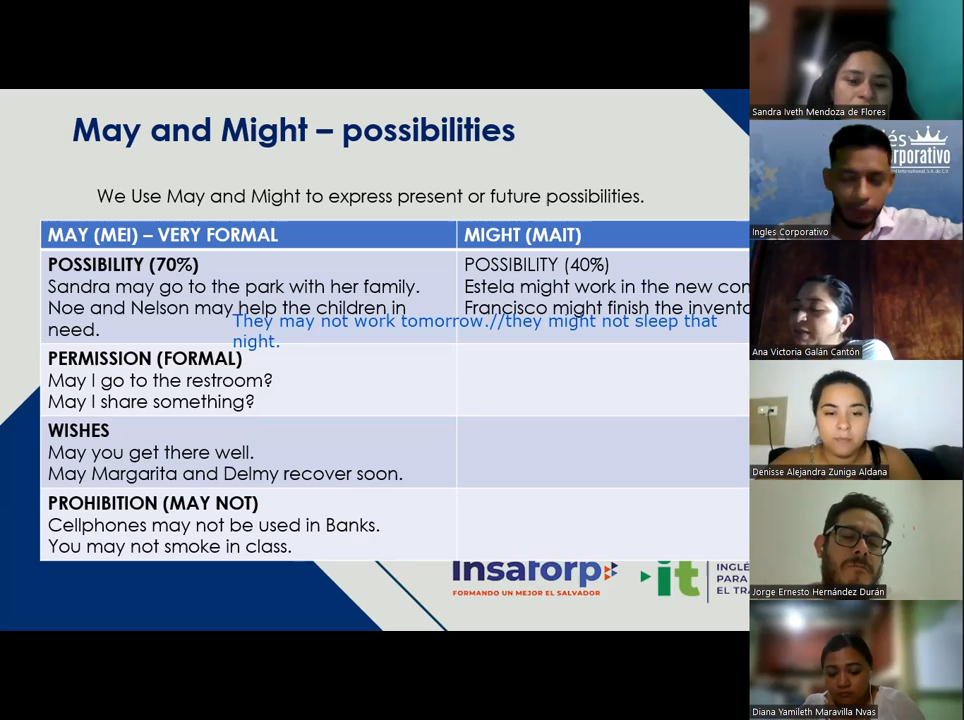 May and Might – possibilities
We Use May and Might to express present or future possibilities.
MAY (MEI) – VERY FORMAL
MIGHT (MAIT)
POSSIBILITY (70%)
Sandra may go to the park with her family.
Noe and Nelson may help the children in
need.
POSSIBILITY (40%)
Estela might work in the new
Francisco might finish the
They may not work tomorrow.//they might not sleep that
night.
PERMISSION (FORMAL)
May I go to the restroom?
May I share something?
WISHES
May you get there well.
May Margarita and Delmy recover soon.
PROHIBITION (MAY NOT)
Cellphones may not be used in Banks.
You may not smoke in class.
Insaforp
FORMANDO UN MEJOR EL SALVADOR
it
PARA
EL
Sandra Iveth Mendoza de Flores
Ingles Corporativo
Ana Victoria Galán Cantón
Denisse Alejandra Zuniga Aldana
Jorge Ernesto Hernández Durán
Diana Yamileth Maravilla Nvas